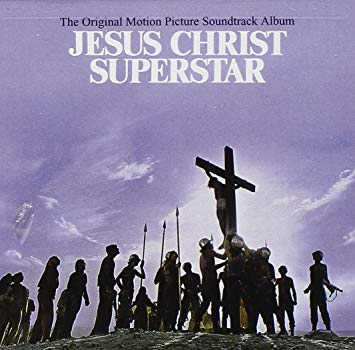 The Original Motion Picture Soundtrack Album
JESUS CHRIST
SUPERSTAR